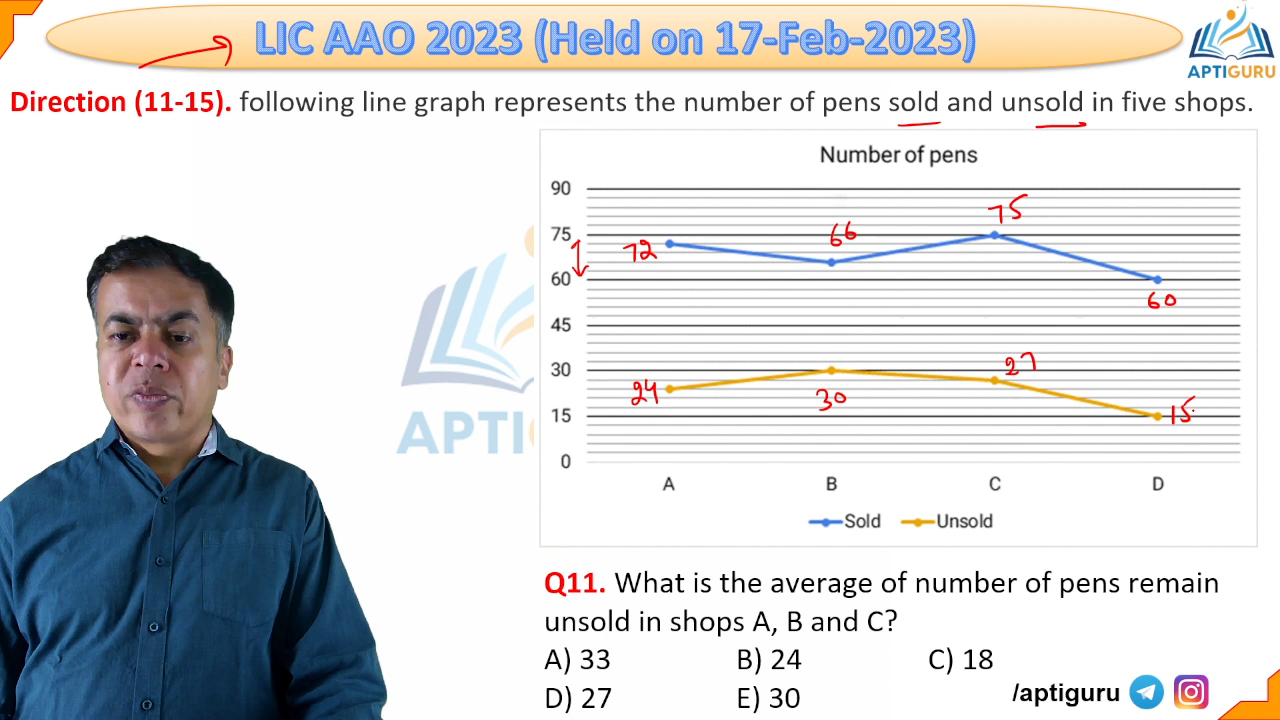 LIC AAO 2023 (Held on 17-Feb-2023)
APTIGURU
Direction (11-15). following line graph represents the number of pens sold and unsold in five shops.
Number of pens
90
75
60
45
30
15
0
72
66
75
60
24
30
27
15
A B C D
Sold Unsold
APTI
Q11. What is the average of number of pens remain
unsold in shops A, B and C?
A) 33 B) 24 C) 18
D) 27 E) 30
/aptiguru